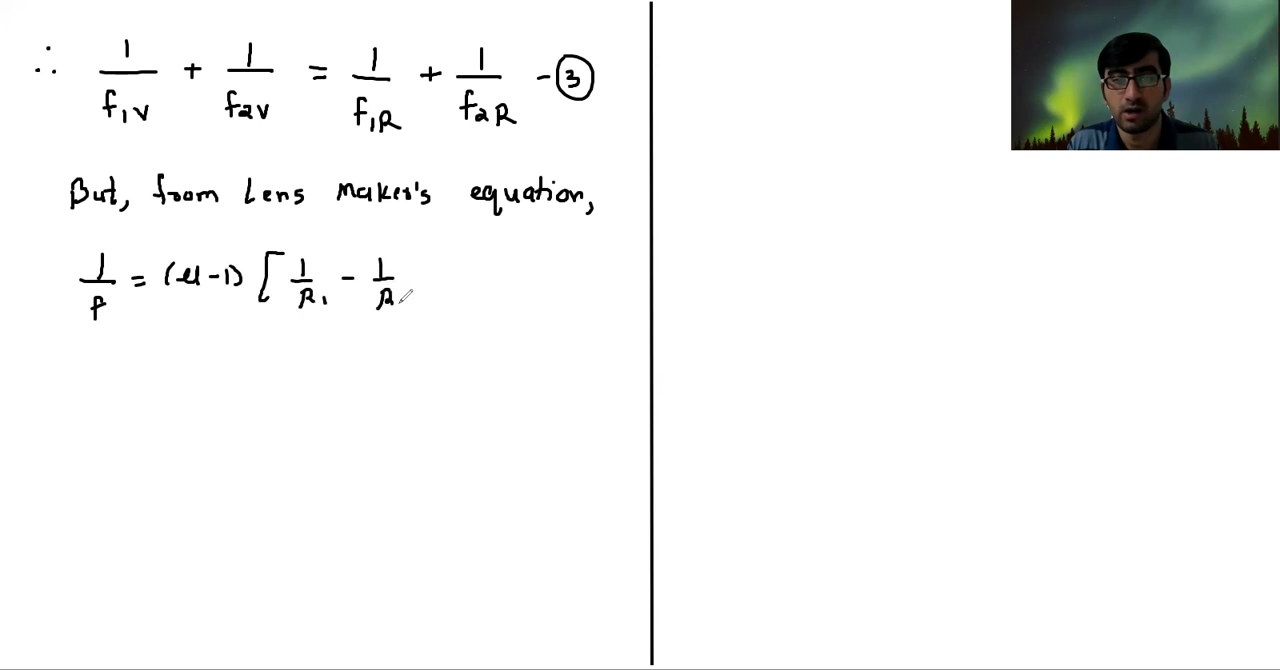 ∴ 1/f₁V + 1/f₂V = 1/f₁R + 1/f₂R - ③
But, from Lens Maker's equation,
1/f = (μ-1) [ 1/R₁ - 1/R